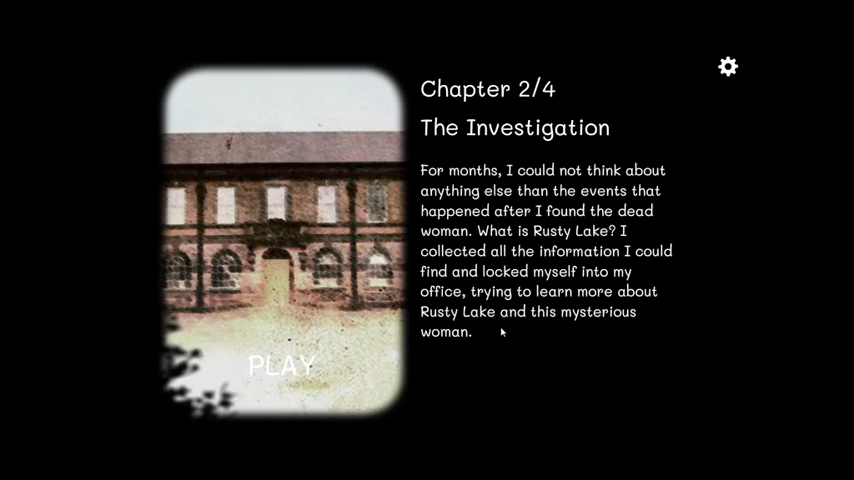 Chapter 2/4
The Investigation
For months, I could not think about
anything else than the events that
happened after I found the dead
woman. What is Rusty Lake? I
collected all the information I could
find and locked myself into my
office, trying to learn more about
Rusty Lake and this mysterious
woman.
PLAY